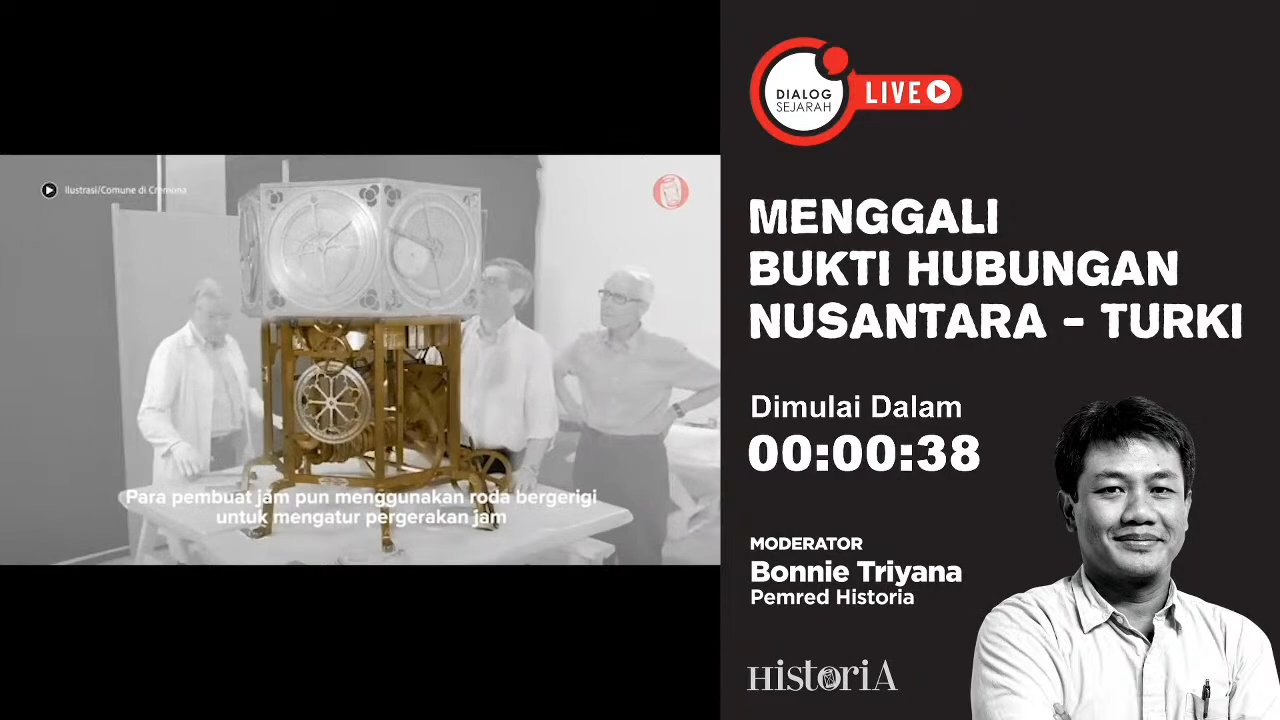 Ilustrasi/Comune di Cremona
Para pembuat jam pun menggunakan roda bergerigi
untuk mengatur pergerakan jam
DIALOG
SEJARAH
LIVE
MENGGALI
BUKTI HUBUNGAN
NUSANTARA - TURKI
Dimulai Dalam
00:00:38
MODERATOR
Bonnie Triyana
Pemred Historia
HistoriA